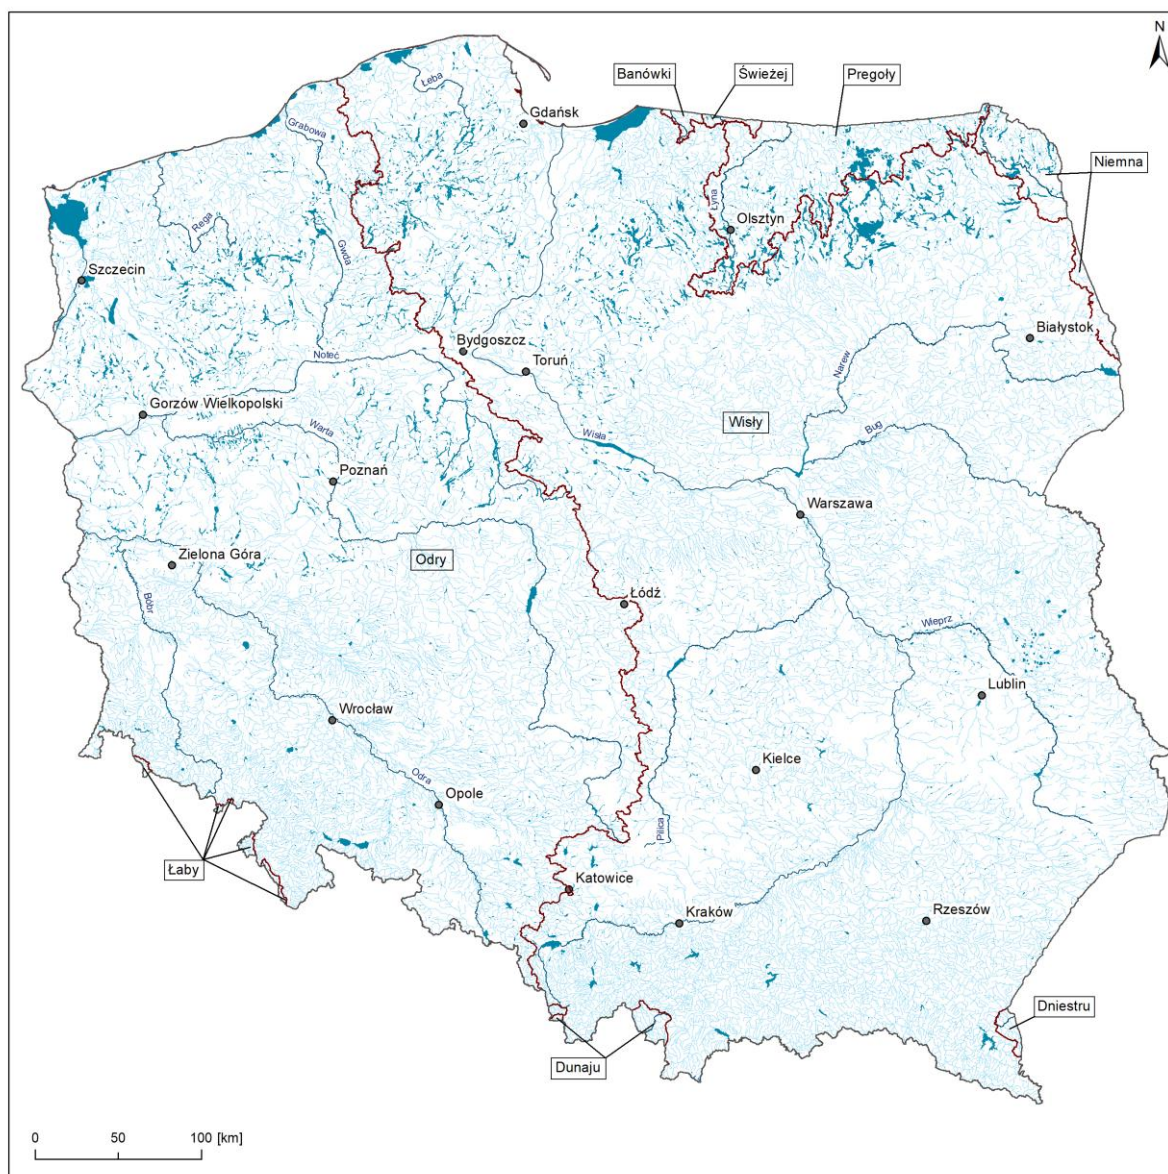 N
Banówki
Świeżej
Pregoły
Łeba
Gdańsk
Grabowa
Niemna
Łyna
Rega
Olsztyn
Gwda
Szczecin
Białystok
Bydgoszcz
Noteć
Toruń
Narew
Gorzów Wielkopolski
Warta
Wisły
Wisła
Bug
Poznań
Warszawa
Zielona Góra
Odry
Bóbr
Łódź
Wieprz
Lublin
Wrocław
Kielce
Odra
Opole
Pilica
Łaby
Katowice
Kraków
Rzeszów
Dniestru
Dunaju
0 50 100 [km]